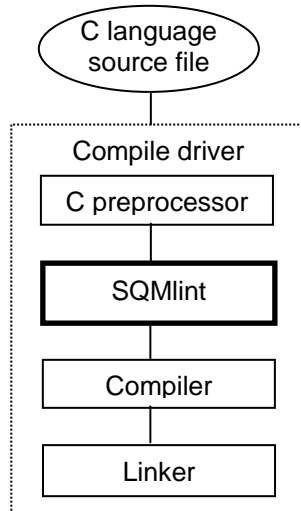 C language
source file
Compile driver
C preprocessor
SQMlint
Compiler
Linker